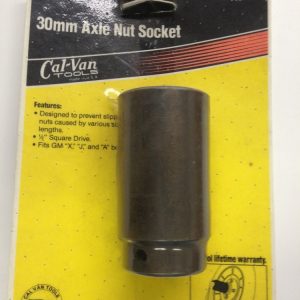 30mm Axle Nut Socket
Cal-Van
TOOLS
Features:
• Designed to prevent slipp
nuts caused by various si
lengths.
• ½" Square Drive.
• Fits GM "X," "J," and "A" b
ol lifetime warranty.
CAL VAN TOOLS